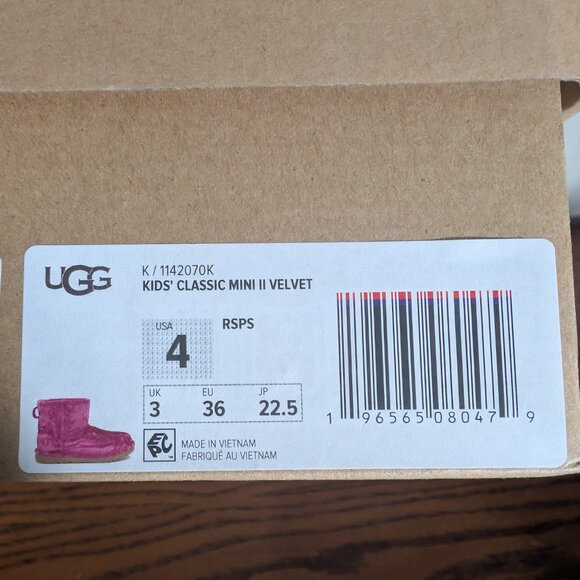 UGG
K / 1142070K
KIDS' CLASSIC MINI II VELVET
USA
4
RSPS
UK EU JP
3 36 22.5
EPC
MADE IN VIETNAM
FABRIQUÉ AU VIETNAM
1 96565 08047 9